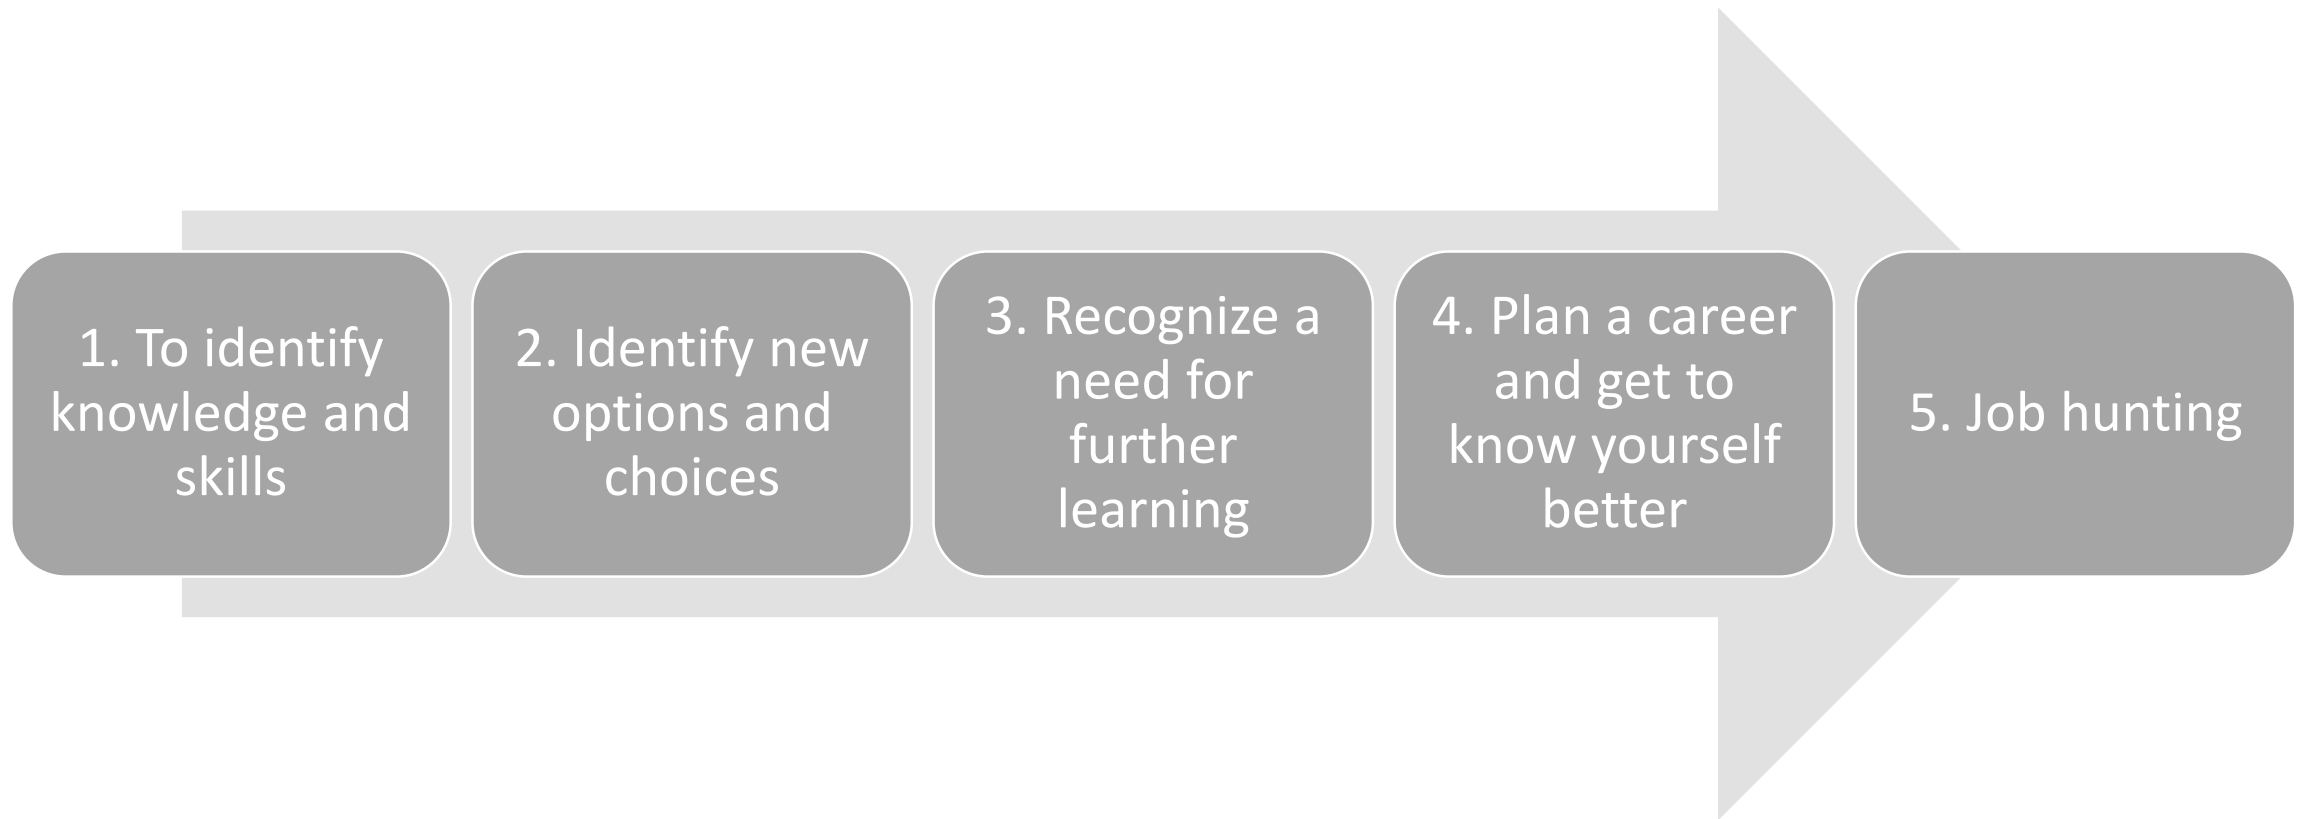 1. To identify
knowledge and
skills
2. Identify new
options and
choices
3. Recognize a
need for
further
learning
4. Plan a career
and get to
know yourself
better
5. Job hunting